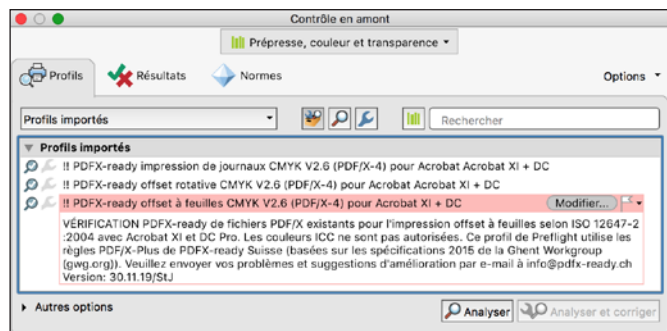 Contrôle en amont
Prépresse, couleur et transparence
Profils
Résultats
Normes
Options
Profils importés
Rechercher
Profils importés
!! PDFX-ready impression de journaux CMYK V2.6 (PDF/X-4) pour Acrobat Acrobat XI + DC
!! PDFX-ready offset rotative CMYK V2.6 (PDF/X-4) pour Acrobat Acrobat XI + DC
!! PDFX-ready offset à feuilles CMYK V2.6 (PDF/X-4) pour Acrobat XI + DC
Modifier...
VÉRIFICATION PDFX-ready de fichiers PDF/X existants pour l'impression offset à feuilles selon ISO 12647-2
:2004 avec Acrobat XI et DC Pro. Les couleurs ICC ne sont pas autorisées. Ce profil de Preflight utilise les
règles PDF/X-Plus de PDFX-ready Suisse (basées sur les spécifications 2015 de la Ghent Workgroup
(gwg.org)). Veuillez envoyer vos problèmes et suggestions d'amélioration par e-mail à info@pdfx-ready.ch
Version: 30.11.19/StJ
Autres options
Analyser
Analyser et corriger